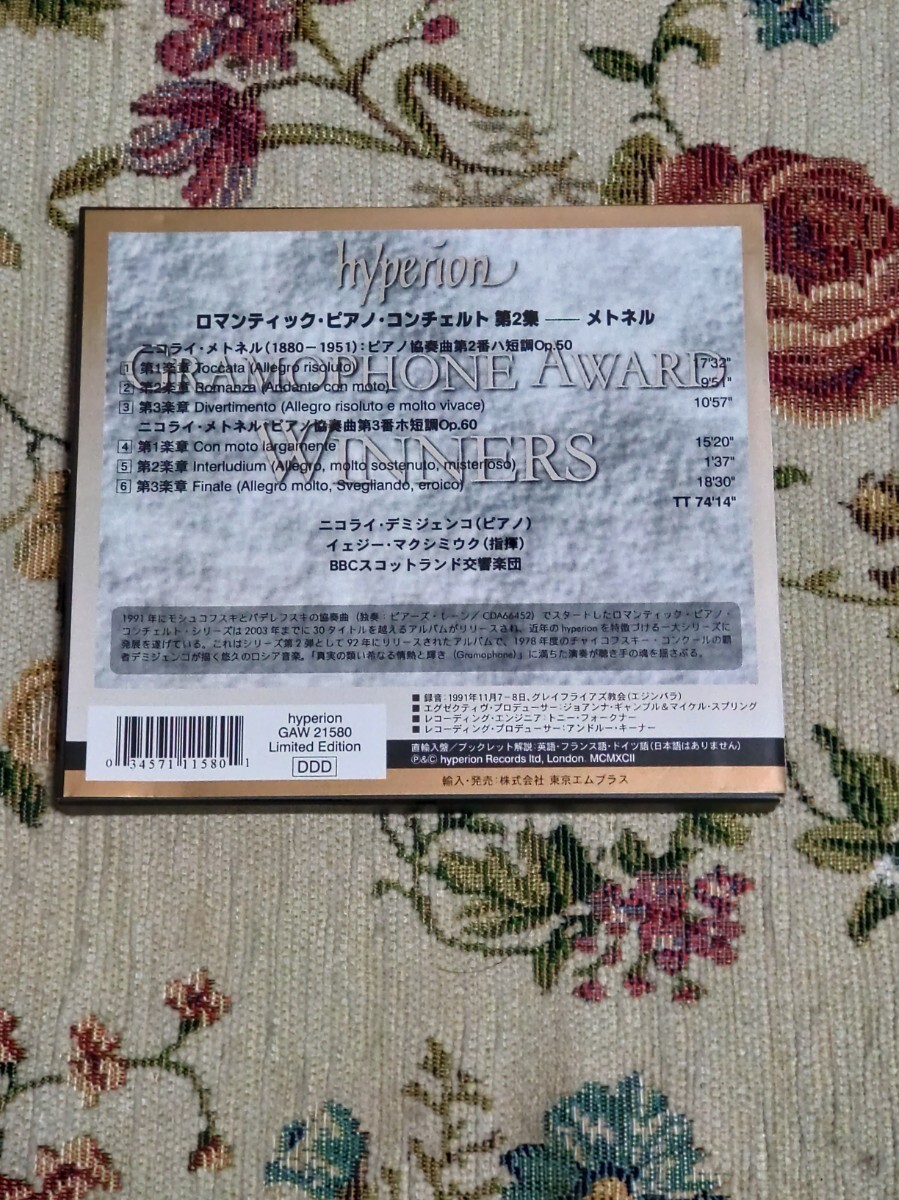 hyperion
ロマンティック・ピアノ・コンチェルト 第2集 ―― メトネル
GRAMOPHONE AWARD
WINNERS
ニコライ・メトネル(1880－1951):ピアノ協奏曲第2番ハ短調Op.50
1 第1楽章 Toccata (Allegro risoluto) 17'32"
2 第2楽章 Romanza (Andante con moto) 9'51"
3 第3楽章 Divertimento (Allegro risoluto e molto vivace) 10'57"
ニコライ・メトネル:ピアノ協奏曲第3番ホ短調Op.60
4 第1楽章 Con moto largamente 15'20"
5 第2楽章 Interludium (Allegro, molto sostenuto, misterioso) 1'37"
6 第3楽章 Finale (Allegro molto, Svegliando, eroico) 18'30"
TT 74'14"
ニコライ・デミジェンコ(ピアノ)
イェジー・マクシミウク(指揮)
BBCスコットランド交響楽団
1991年にモシュコフスキとパデレフスキの協奏曲(独奏:ピアーズ・レーン/CDA66452)でスタートしたロマンティック・ピアノ・
コンチェルト・シリーズは2003年までに30タイトルを越えるアルバムがリリースされ、近年のhyperionを特徴づける一大シリーズに
発展を遂げている。これはシリーズ第2弾として92年にリリースされたアルバムで、1978年度のチャイコフスキー・コンクールの覇
者デミジェンコが描く悠久のロシア音楽。「真実の類い希なる情熱と輝き(Gramophone)」に満ちた演奏が聴き手の魂を揺さぶる。
■ 録音:1991年11月7－8日、グレイフライアズ教会(エジンバラ)
■ エグゼクティヴ・プロデューサー:ジョアンナ・ギャンブル＆マイケル・スプリング
■ レコーディング・エンジニア:トニー・フォークナー
■ レコーディング・プロデューサー:アンドルー・キーナー
直輸入盤/ブックレット解説:英語・フランス語・ドイツ語(日本語はありません)
℗&© hyperion Records ltd, London. MCMXCII
0 34571 11580 1
hyperion
GAW 21580
Limited Edition
DDD
輸入・発売:株式会社 東京エムプラス